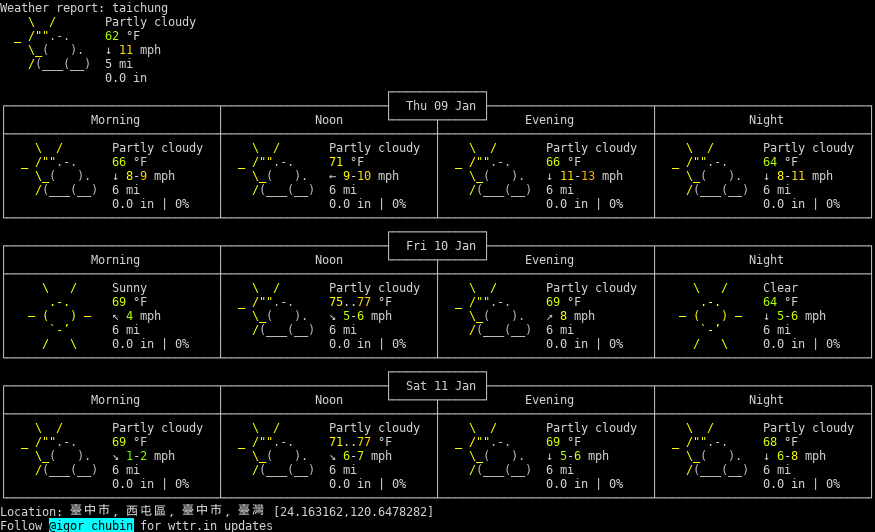 Weather report: taichung
Partly cloudy
62 °F
↓ 11 mph
5 mi
0.0 in
Thu 09 Jan
Morning Noon Evening Night
Partly cloudy Partly cloudy Partly cloudy Partly cloudy
66 °F 71 °F 66 °F 64 °F
↓ 8-9 mph ← 9-10 mph ↓ 11-13 mph ↓ 8-11 mph
6 mi 6 mi 6 mi 6 mi
0.0 in | 0% 0.0 in | 0% 0.0 in | 0% 0.0 in | 0%
Fri 10 Jan
Morning Noon Evening Night
Sunny Partly cloudy Partly cloudy Clear
69 °F 75..77 °F 69 °F 64 °F
↖ 4 mph ↘ 5-6 mph ↗ 8 mph ↓ 5-6 mph
6 mi 6 mi 6 mi 6 mi
0.0 in | 0% 0.0 in | 0% 0.0 in | 0% 0.0 in | 0%
Sat 11 Jan
Morning Noon Evening Night
Partly cloudy Partly cloudy Partly cloudy Partly cloudy
69 °F 71..77 °F 69 °F 68 °F
↘ 1-2 mph ↘ 6-7 mph ↓ 5-6 mph ↓ 6-8 mph
6 mi 6 mi 6 mi 6 mi
0.0 in | 0% 0.0 in | 0% 0.0 in | 0% 0.0 in | 0%
Location: 臺中市, 西屯區, 臺中市, 臺灣 [24.163162,120.6478282]
Follow @igor_chubin for wttr.in updates